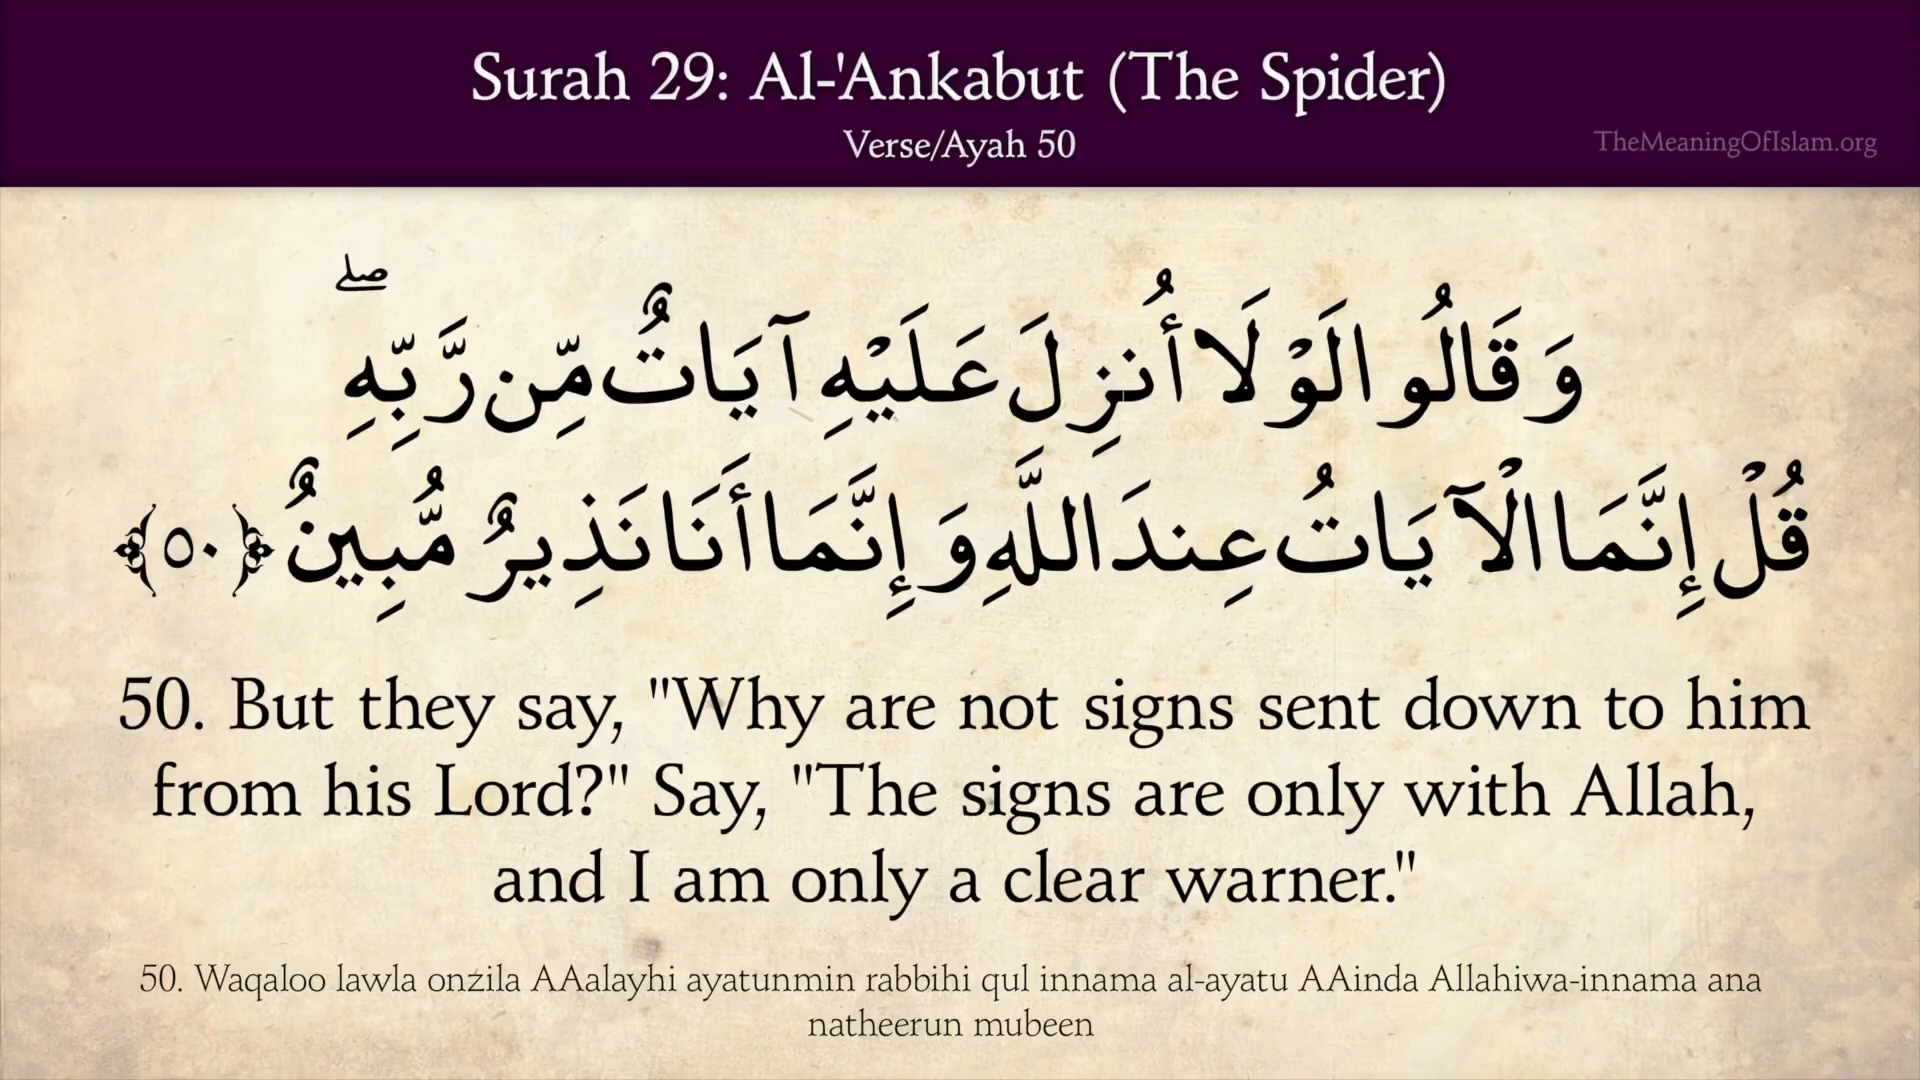 Surah 29: Al-'Ankabut (The Spider)
Verse/Ayah 50
TheMeaningOfIslam.org
وَقَالُوا لَوْلَا أُنزِلَ عَلَيْهِ آيَاتٌ مِّن رَّبِّهِ ۖ
قُلْ إِنَّمَا الْآيَاتُ عِندَ اللَّهِ وَإِنَّمَا أَنَا نَذِيرٌ مُّبِينٌ ﴿٥٠﴾
50. But they say, "Why are not signs sent down to him
from his Lord?" Say, "The signs are only with Allah,
and I am only a clear warner."
50. Waqaloo lawla onzila AAalayhi ayatunmin rabbihi qul innama al-ayatu AAinda Allahiwa-innama ana
natheerun mubeen